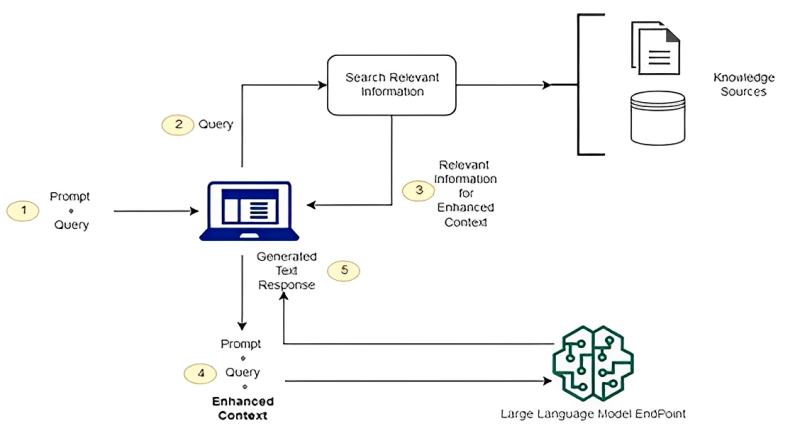 Search Relevant
Information
Knowledge
Sources
2
Query
1
Prompt
+
Query
3
Relevant
Information
for
Enhanced
Context
Generated
Text
Response
5
4
Prompt
+
Query
+
Enhanced
Context
Large Language Model EndPoint